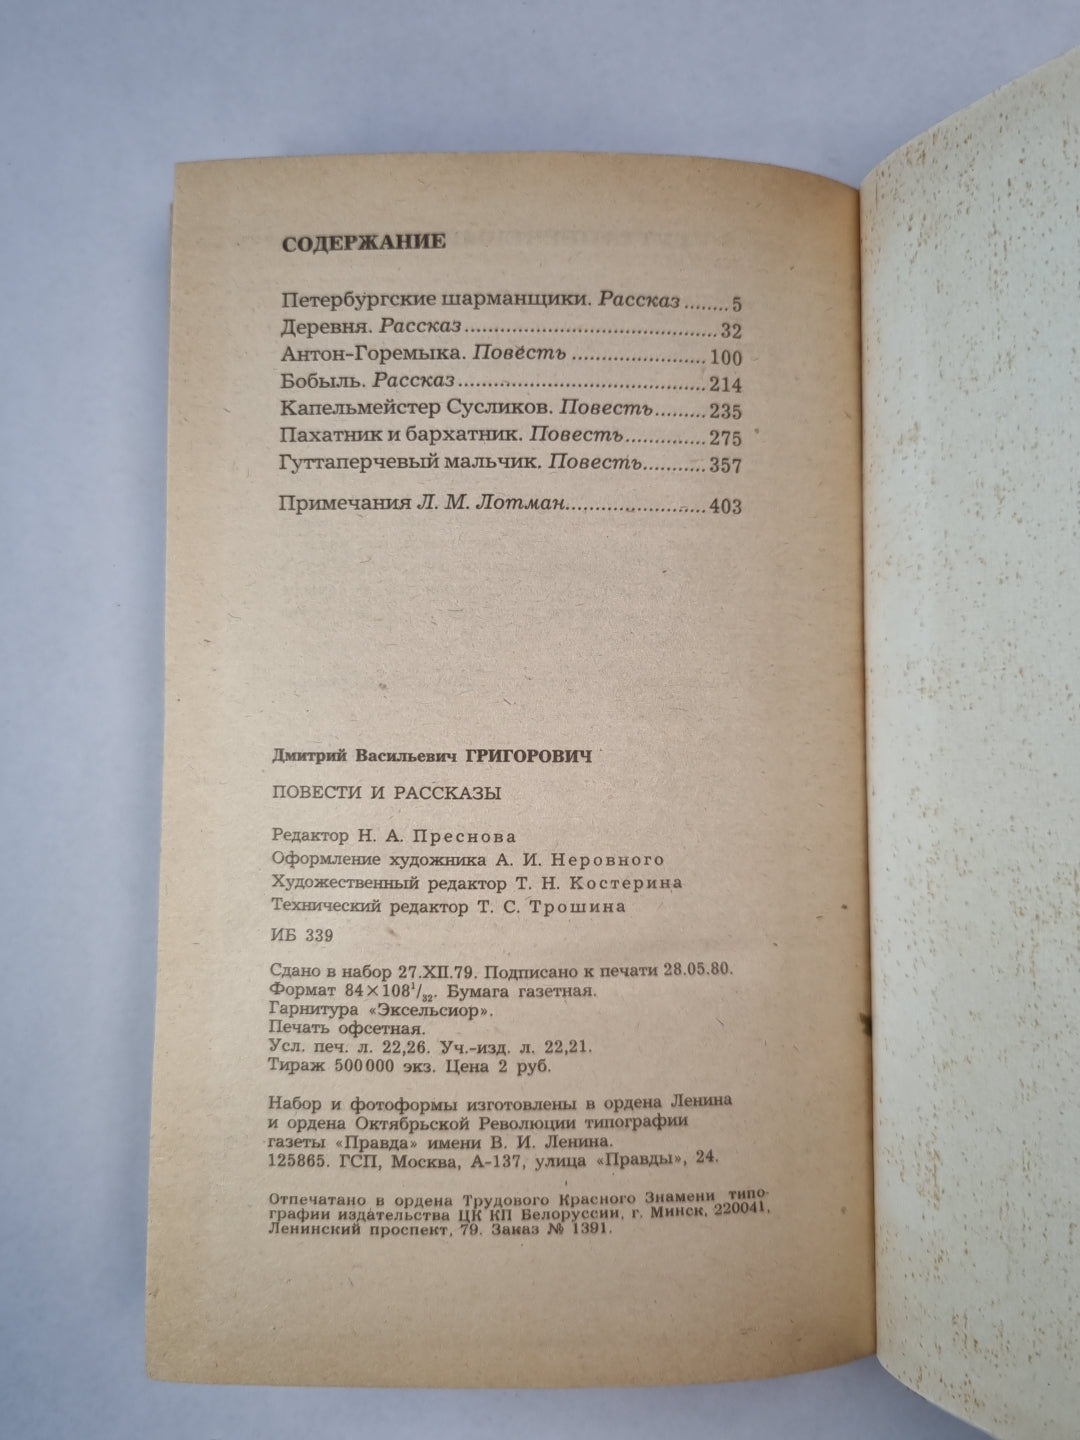 СОДЕРЖАНИЕ
Петербургские шарманщики. Рассказ ........ 5
Деревня. Рассказ............................................. 32
Антон-Горемыка. Повесть ........................ 100
Бобыль. Рассказ............................................ 214
Капельмейстер Сусликов. Повесть......... 235
Пахатник и бархатник. Повесть.............. 275
Гуттаперчевый мальчик. Повесть........... 357
Примечания Л. М. Лотман......................... 403
Дмитрий Васильевич ГРИГОРОВИЧ
ПОВЕСТИ И РАССКАЗЫ
Редактор Н. А. Преснова
Оформление художника А. И. Неровного
Художественный редактор Т. Н. Костерина
Технический редактор Т. С. Трошина
ИБ 339
Сдано в набор 27.XII.79. Подписано к печати 28.05.80.
Формат 84×108¹/₃₂. Бумага газетная.
Гарнитура «Эксельсиор».
Печать офсетная.
Усл. печ. л. 22,26. Уч.-изд. л. 22,21.
Тираж 500 000 экз. Цена 2 руб.
Набор и фотоформы изготовлены в ордена Ленина
и ордена Октябрьской Революции типографии
газеты «Правда» имени В. И. Ленина.
125865. ГСП, Москва, А-137, улица «Правды», 24.
Отпечатано в ордена Трудового Красного Знамени типо-
графии издательства ЦК КП Белоруссии, г. Минск, 220041,
Ленинский проспект, 79. Заказ № 1391.